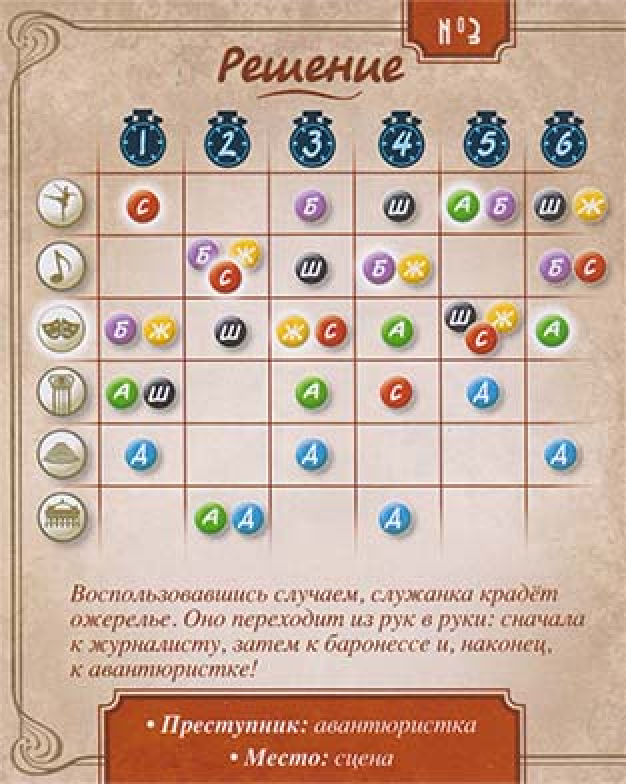 №3
Решение
1 2 3 4 5 6
С Б Ш А Б Ш Ж
Б Ж С Ш Б Ж Б С
Б Ж Ш Ж С А Ш Ж С А
А Ш А С Д
Д Д Д
А Д Д
Воспользовавшись случаем, служанка крадёт
ожерелье. Оно переходит из рук в руки: сначала
к журналисту, затем к баронессе и, наконец,
к авантюристке!
• Преступник: авантюристка
• Место: сцена